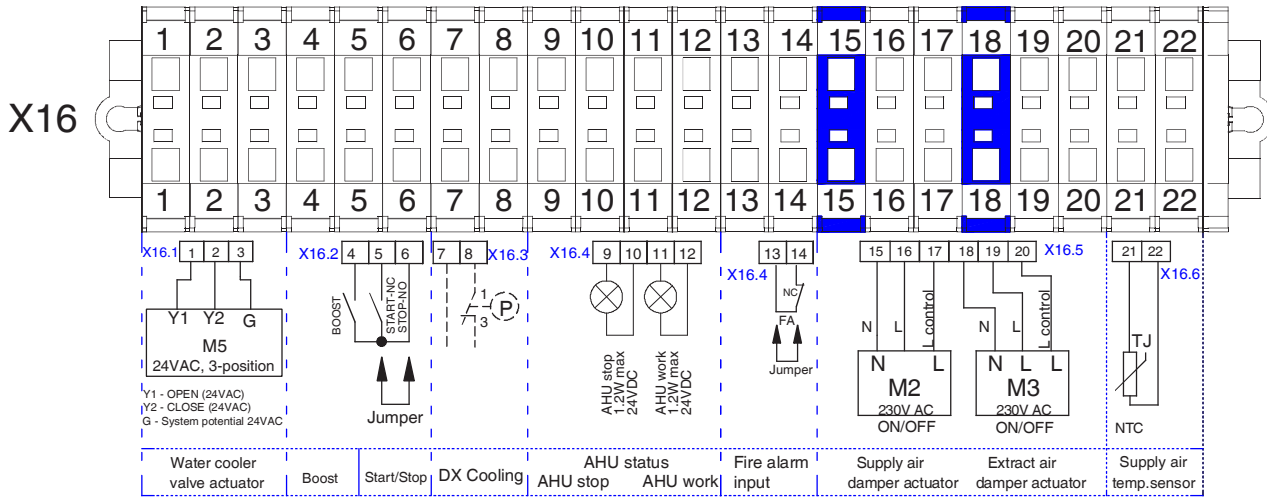 1 2 3 4 5 6 7 8 9 10 11 12 13 14 15 16 17 18 19 20 21 22
X16
1 2 3 4 5 6 7 8 9 10 11 12 13 14 15 16 17 18 19 20 21 22
X16.1 1 2 3
X16.2 4 5 6
7 8 X16.3
X16.4 9 10 11 12
13 14
X16.4
15 16 17 18 19 20 X16.5
21 22
X16.6
Y1 Y2 G
M5
24VAC, 3-position
Y1 - OPEN (24VAC)
Y2 - CLOSE (24VAC)
G - System potential 24VAC
BOOST
START-NC
STOP-NO
Jumper
1
P
3
AHU stop
1.2W max
24VDC
AHU work
1.2W max
24VDC
NC
FA
Jumper
N L L control
N L
M2
230V AC
ON/OFF
N L L control
N L L
M3
230V AC
ON/OFF
TJ
NTC
Water cooler
valve actuator
Boost
Start/Stop
DX Cooling
AHU status
AHU stop AHU work
Fire alarm
input
Supply air
damper actuator
Extract air
damper actuator
Supply air
temp.sensor